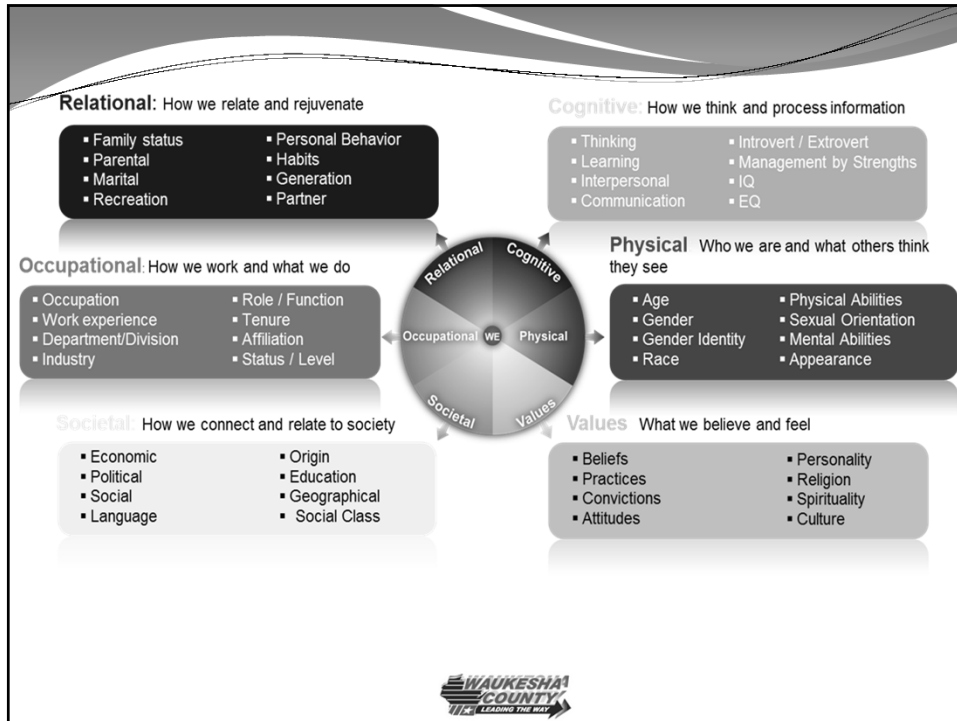 Relational: How we relate and rejuvenate
▪ Family status
▪ Parental
▪ Marital
▪ Recreation
▪ Personal Behavior
▪ Habits
▪ Generation
▪ Partner
Cognitive: How we think and process information
▪ Thinking
▪ Learning
▪ Interpersonal
▪ Communication
▪ Introvert / Extrovert
▪ Management by Strengths
▪ IQ
▪ EQ
Occupational: How we work and what we do
▪ Occupation
▪ Work experience
▪ Department/Division
▪ Industry
▪ Role / Function
▪ Tenure
▪ Affiliation
▪ Status / Level
Relational
Cognitive
Occupational
WE
Physical
Societal
Values
Physical Who we are and what others think
they see
▪ Age
▪ Gender
▪ Gender Identity
▪ Race
▪ Physical Abilities
▪ Sexual Orientation
▪ Mental Abilities
▪ Appearance
Societal: How we connect and relate to society
▪ Economic
▪ Political
▪ Social
▪ Language
▪ Origin
▪ Education
▪ Geographical
▪ Social Class
Values What we believe and feel
▪ Beliefs
▪ Practices
▪ Convictions
▪ Attitudes
▪ Personality
▪ Religion
▪ Spirituality
▪ Culture
WAUKESHA
COUNTY
LEADING THE WAY